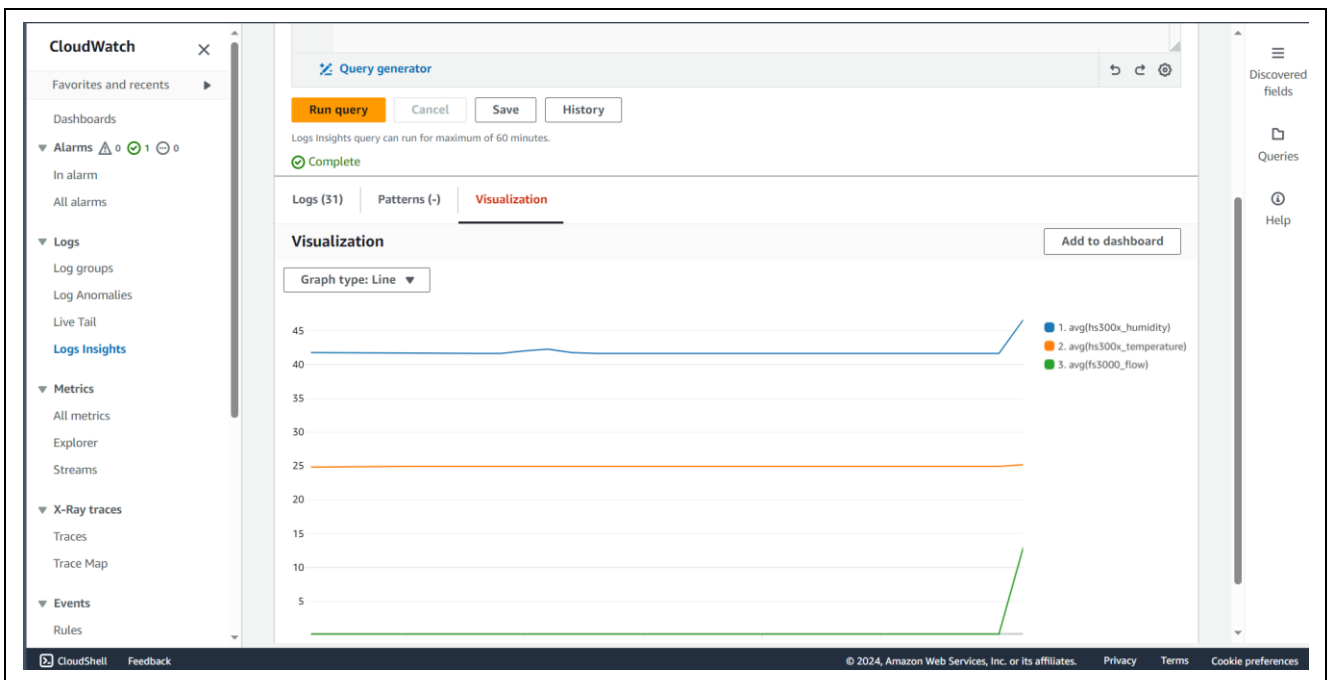 CloudWatch
Favorites and recents
Dashboards
Alarms 0 1 0
In alarm
All alarms
Logs
Log groups
Log Anomalies
Live Tail
Logs Insights
Metrics
All metrics
Explorer
Streams
X-Ray traces
Traces
Trace Map
Events
Rules
Query generator
Run query Cancel Save History
Logs Insights query can run for maximum of 60 minutes.
Complete
Logs (31) Patterns (-) Visualization
Visualization
Add to dashboard
Graph type: Line
45
40
35
30
25
20
15
10
5
1. avg(hs300x_humidity)
2. avg(hs300x_temperature)
3. avg(fs3000_flow)
Discovered
fields
Queries
Help
CloudShell Feedback © 2024, Amazon Web Services, Inc. or its affiliates. Privacy Terms Cookie preferences